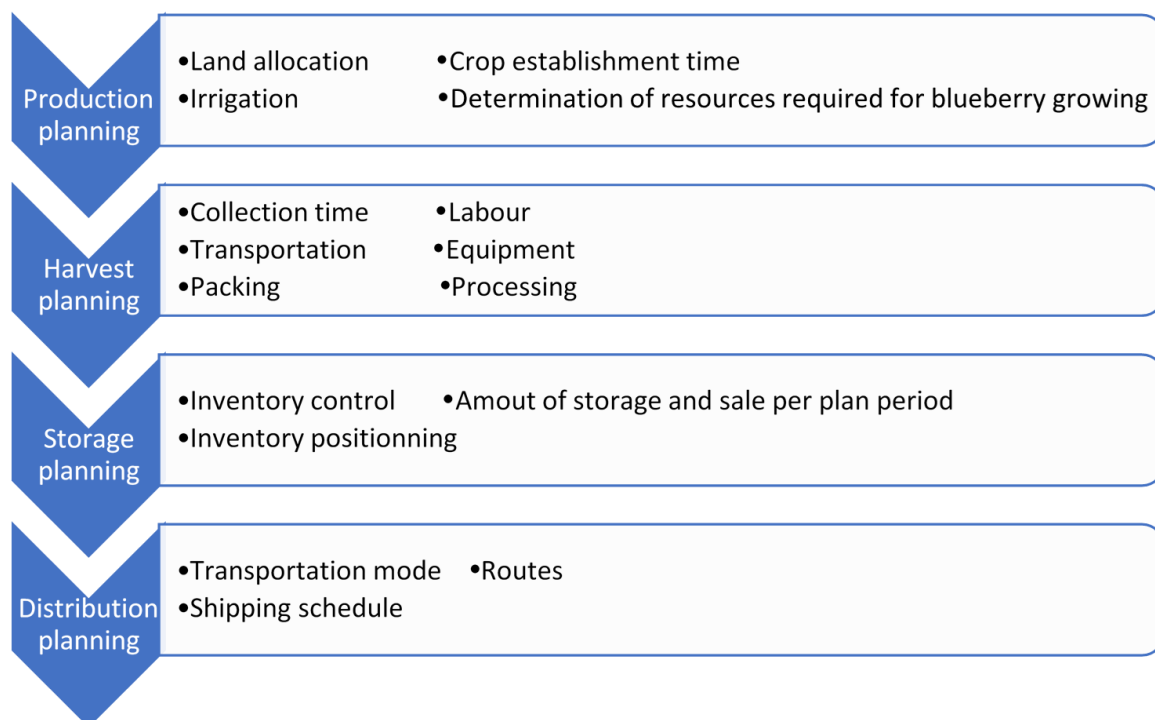 Production
planning
•Land allocation •Crop establishment time
•Irrigation •Determination of resources required for blueberry growing
Harvest
planning
•Collection time •Labour
•Transportation •Equipment
•Packing •Processing
Storage
planning
•Inventory control •Amout of storage and sale per plan period
•Inventory positionning
Distribution
planning
•Transportation mode •Routes
•Shipping schedule